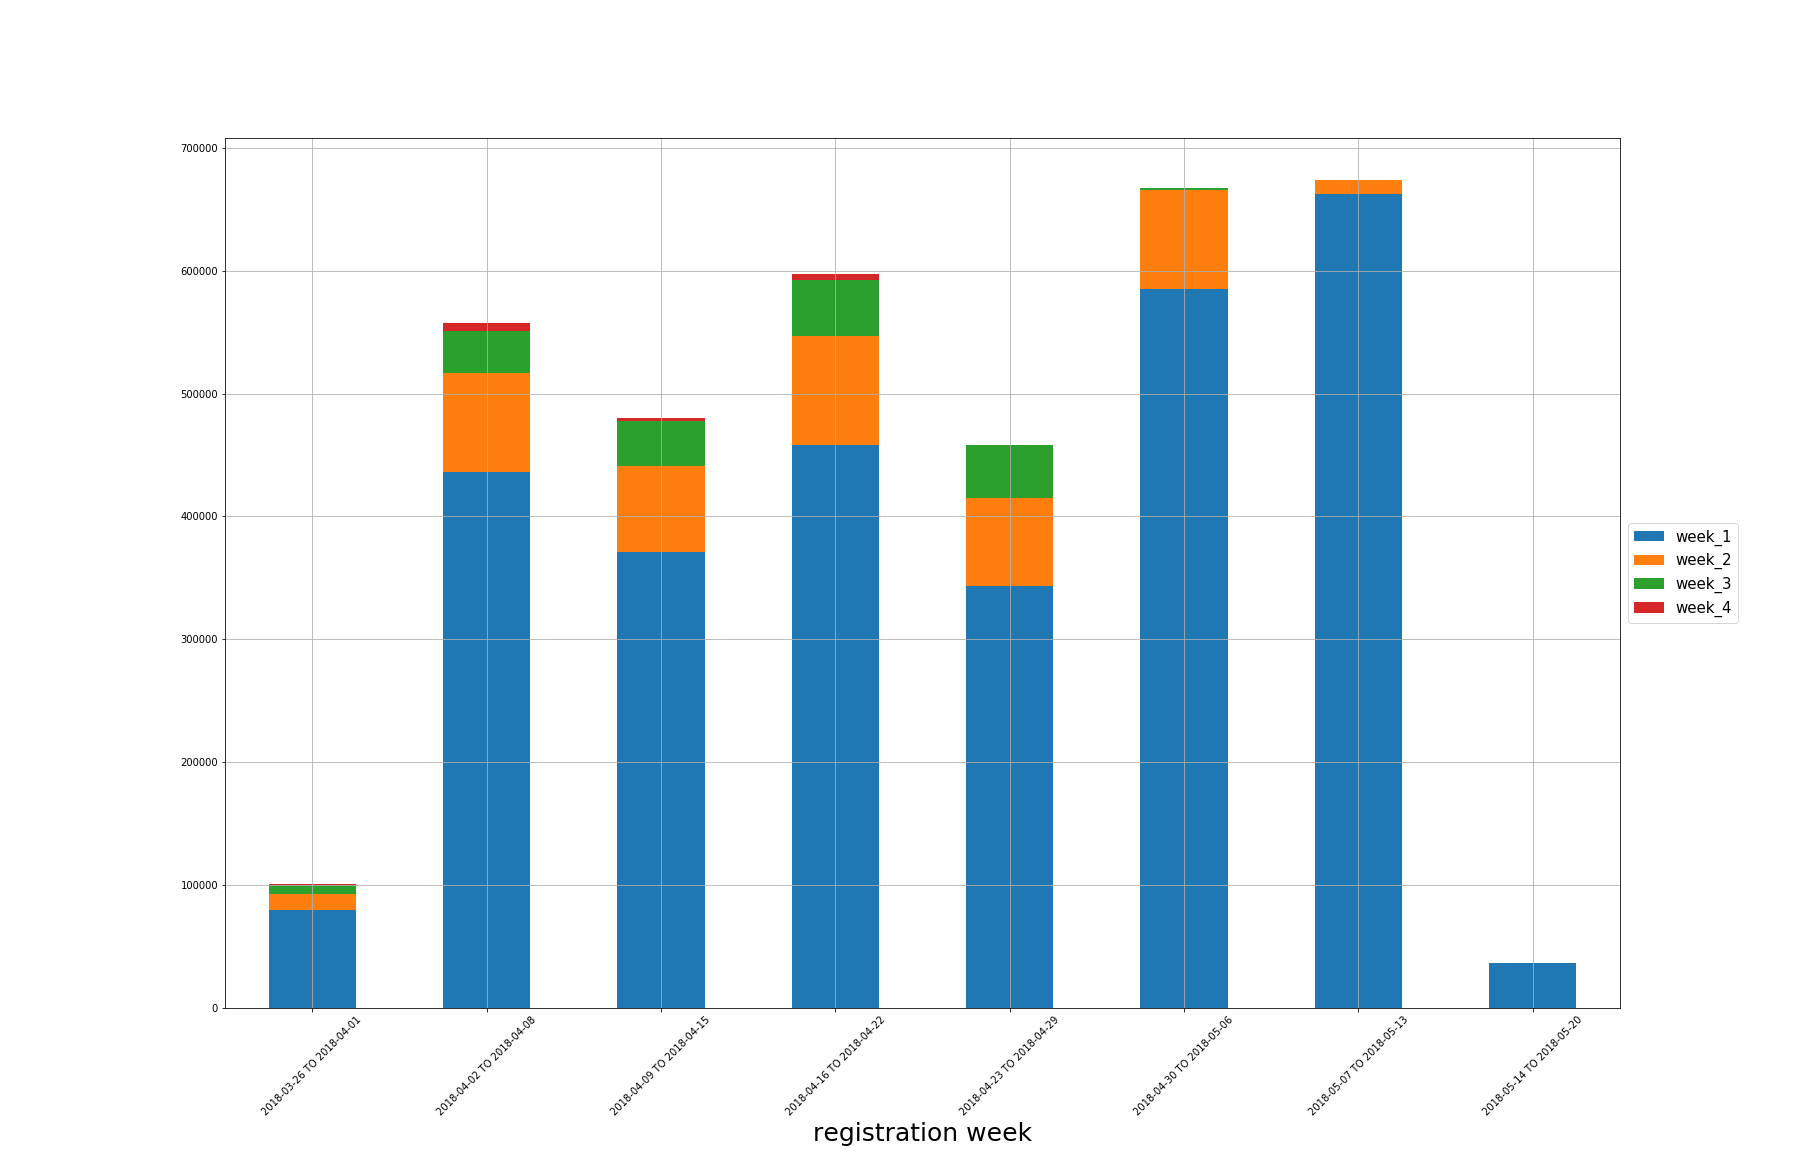 700000
600000
500000
400000
300000
200000
100000
0
week_1
week_2
week_3
week_4
2018-03-26 TO 2018-04-01
2018-04-02 TO 2018-04-08
2018-04-09 TO 2018-04-15
2018-04-16 TO 2018-04-22
2018-04-23 TO 2018-04-29
2018-04-30 TO 2018-05-06
2018-05-07 TO 2018-05-13
2018-05-14 TO 2018-05-20
registration week